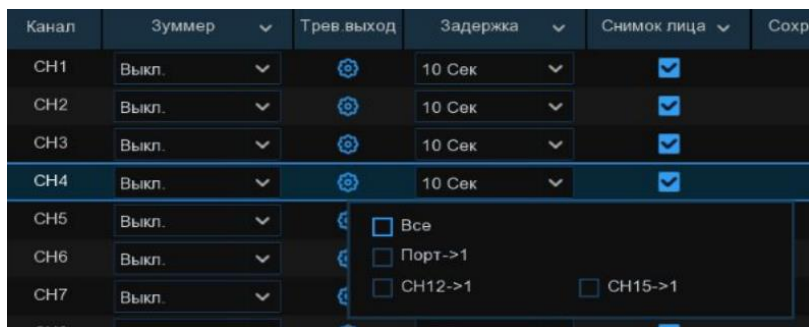 Канал Зуммер Трев.выход Задержка Снимок лица Сохр
CH1 Выкл. 10 Сек
CH2 Выкл. 10 Сек
CH3 Выкл. 10 Сек
CH4 Выкл. 10 Сек
CH5 Выкл. Все
CH6 Выкл. Порт->1
CH7 Выкл. CH12->1 CH15->1